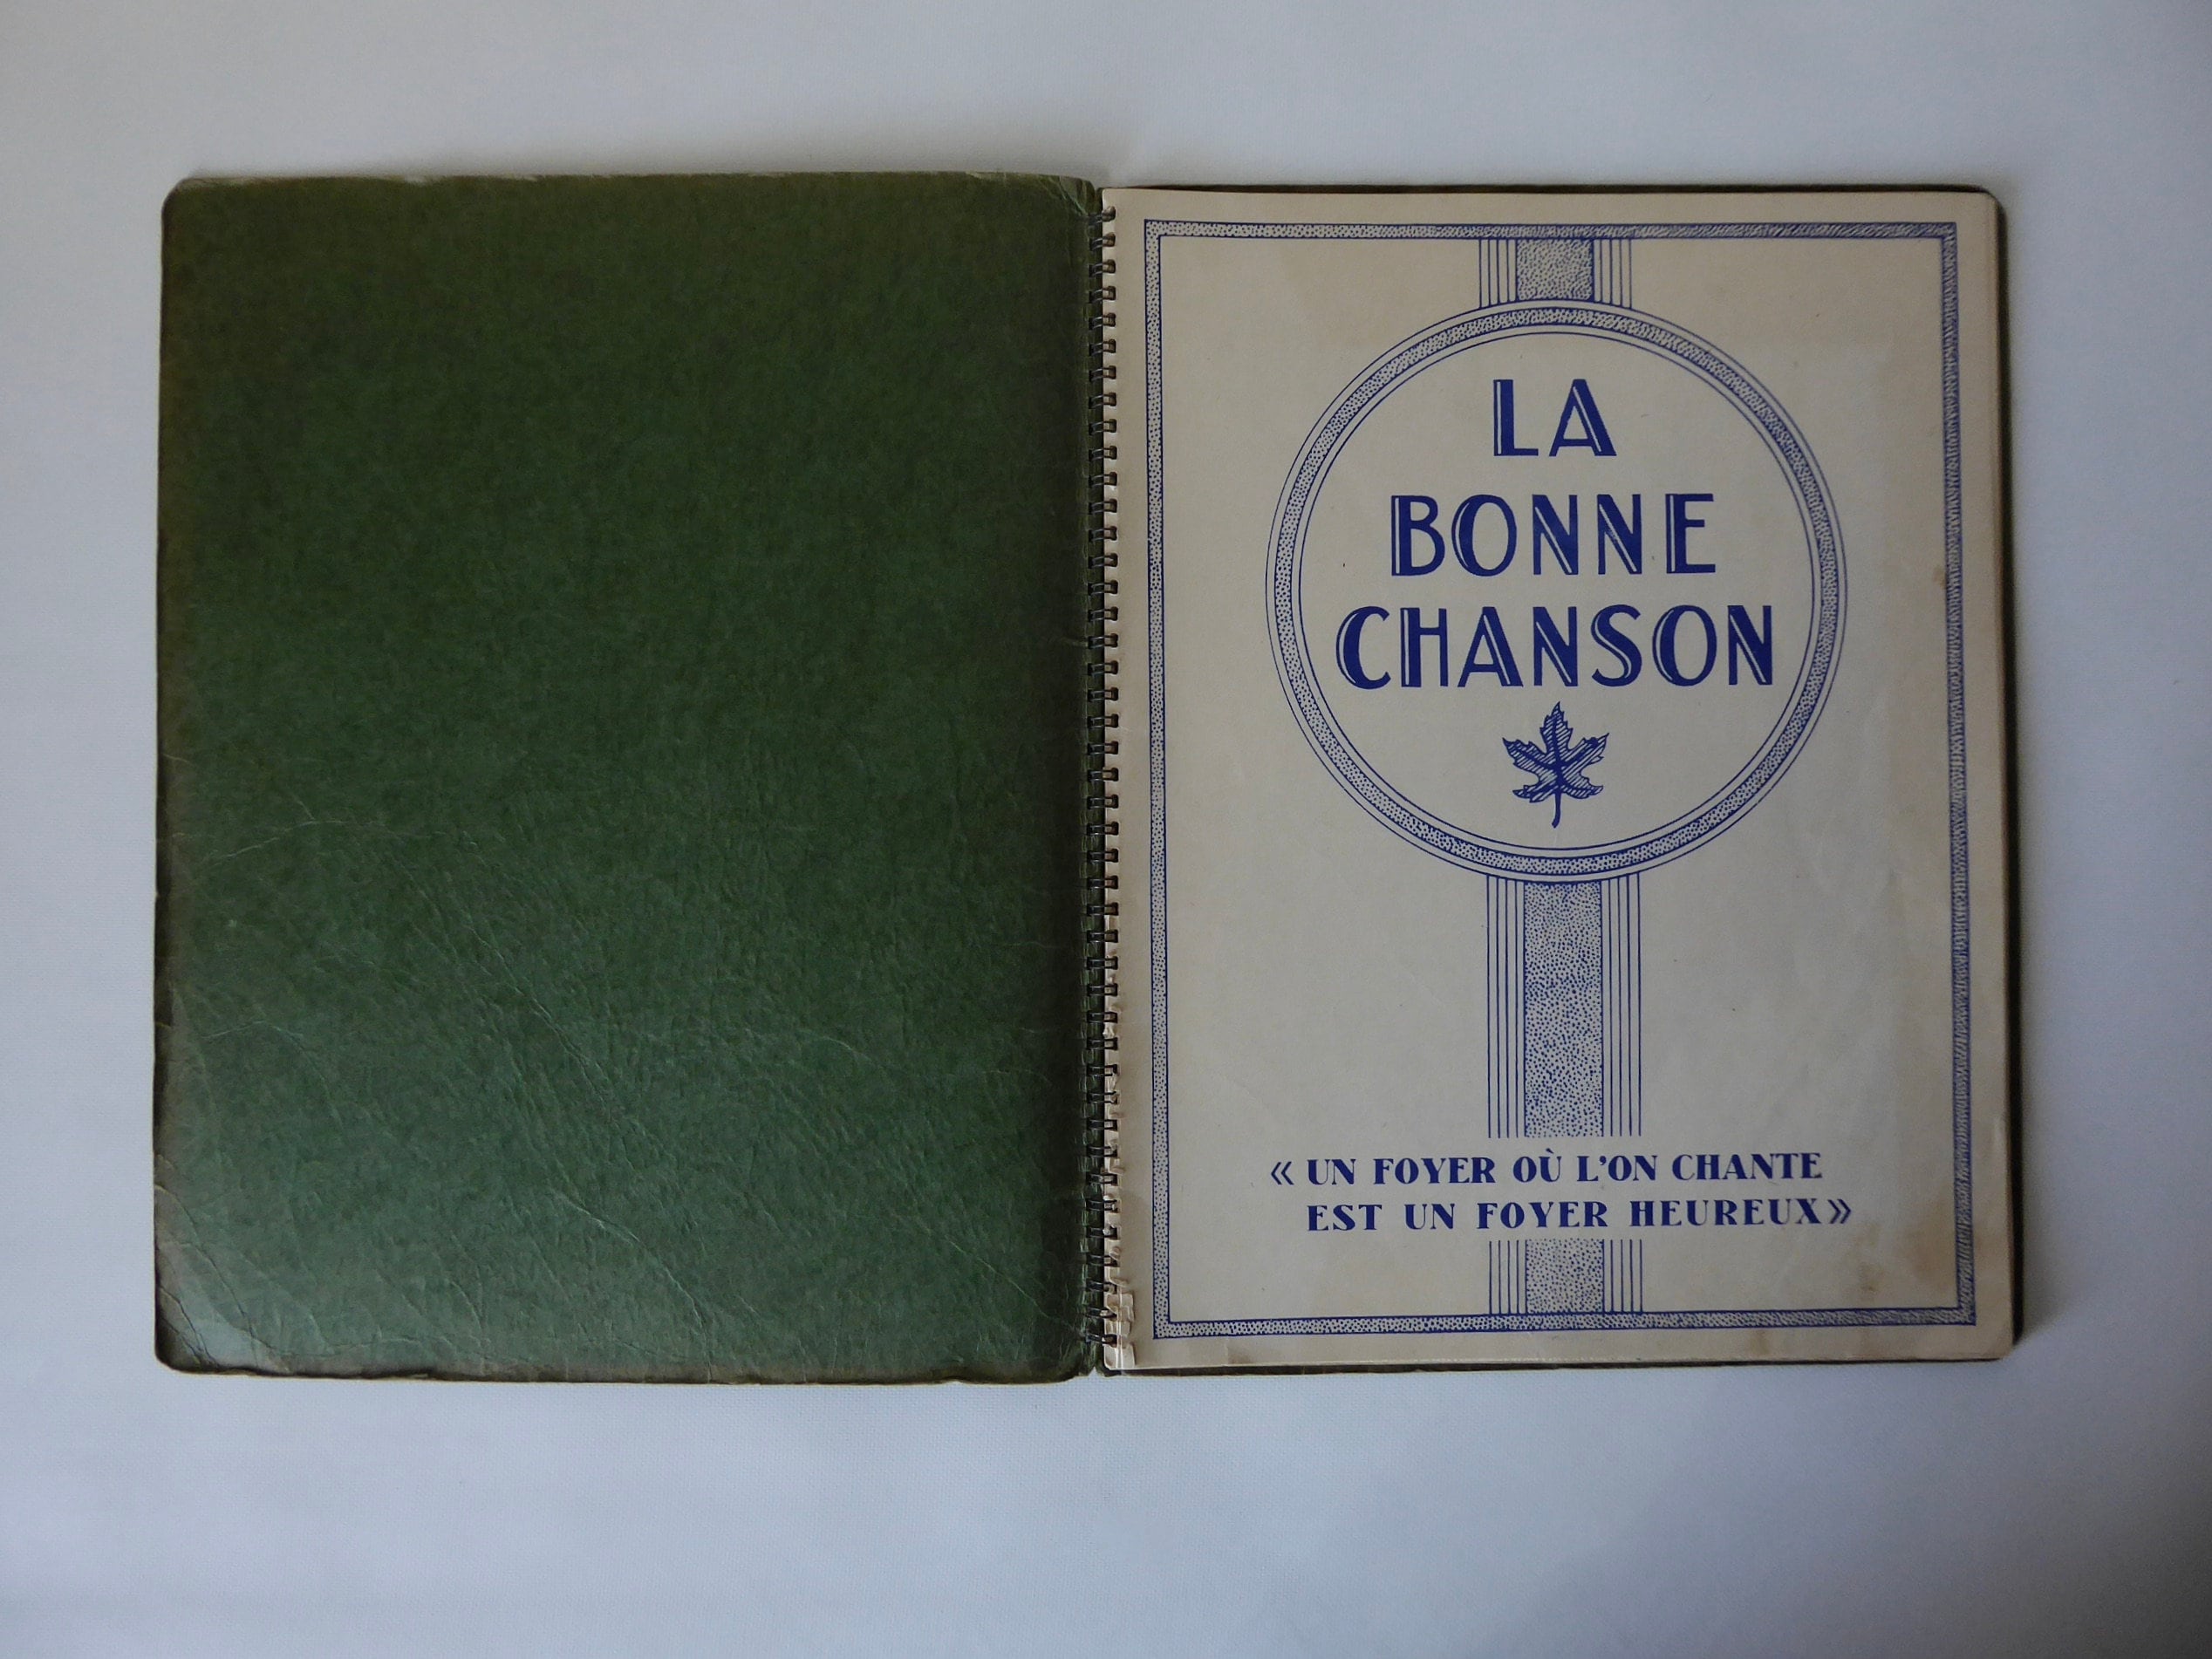 LA
BONNE
CHANSON
« UN FOYER OÙ L'ON CHANTE
EST UN FOYER HEUREUX »